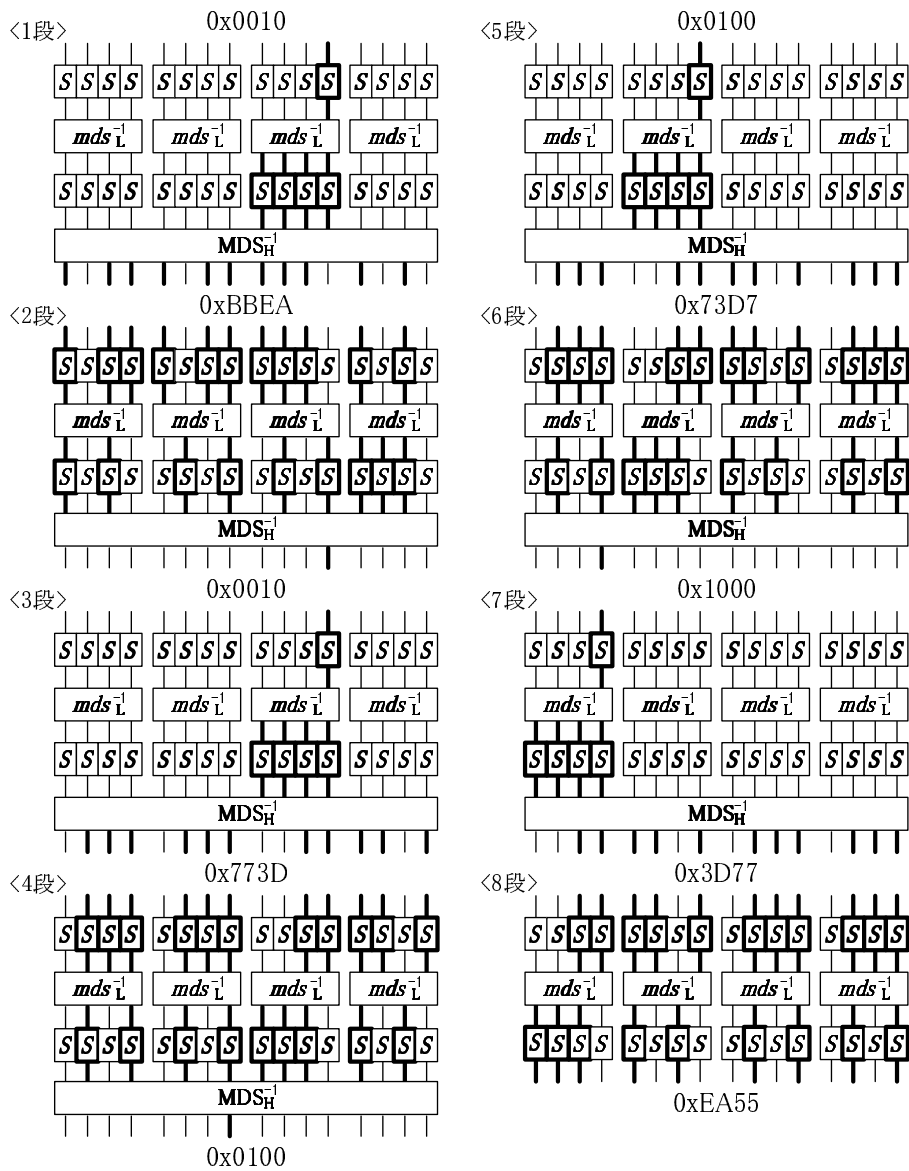 <1段> 0x0010
S S S S S S S S S S S S S S S S
mds_L^-1 mds_L^-1 mds_L^-1 mds_L^-1
S S S S S S S S S S S S S S S S
MDS_H^-1
0xBBEA
<2段>
S S S S S S S S S S S S S S S S
mds_L^-1 mds_L^-1 mds_L^-1 mds_L^-1
S S S S S S S S S S S S S S S S
MDS_H^-1
0x0010
<3段>
S S S S S S S S S S S S S S S S
mds_L^-1 mds_L^-1 mds_L^-1 mds_L^-1
S S S S S S S S S S S S S S S S
MDS_H^-1
0x773D
<4段>
S S S S S S S S S S S S S S S S
mds_L^-1 mds_L^-1 mds_L^-1 mds_L^-1
S S S S S S S S S S S S S S S S
MDS_H^-1
0x0100
<5段> 0x0100
S S S S S S S S S S S S S S S S
mds_L^-1 mds_L^-1 mds_L^-1 mds_L^-1
S S S S S S S S S S S S S S S S
MDS_H^-1
0x73D7
<6段>
S S S S S S S S S S S S S S S S
mds_L^-1 mds_L^-1 mds_L^-1 mds_L^-1
S S S S S S S S S S S S S S S S
MDS_H^-1
0x1000
<7段>
S S S S S S S S S S S S S S S S
mds_L^-1 mds_L^-1 mds_L^-1 mds_L^-1
S S S S S S S S S S S S S S S S
MDS_H^-1
0x3D77
<8段>
S S S S S S S S S S S S S S S S
mds_L^-1 mds_L^-1 mds_L^-1 mds_L^-1
S S S S S S S S S S S S S S S S
0xEA55